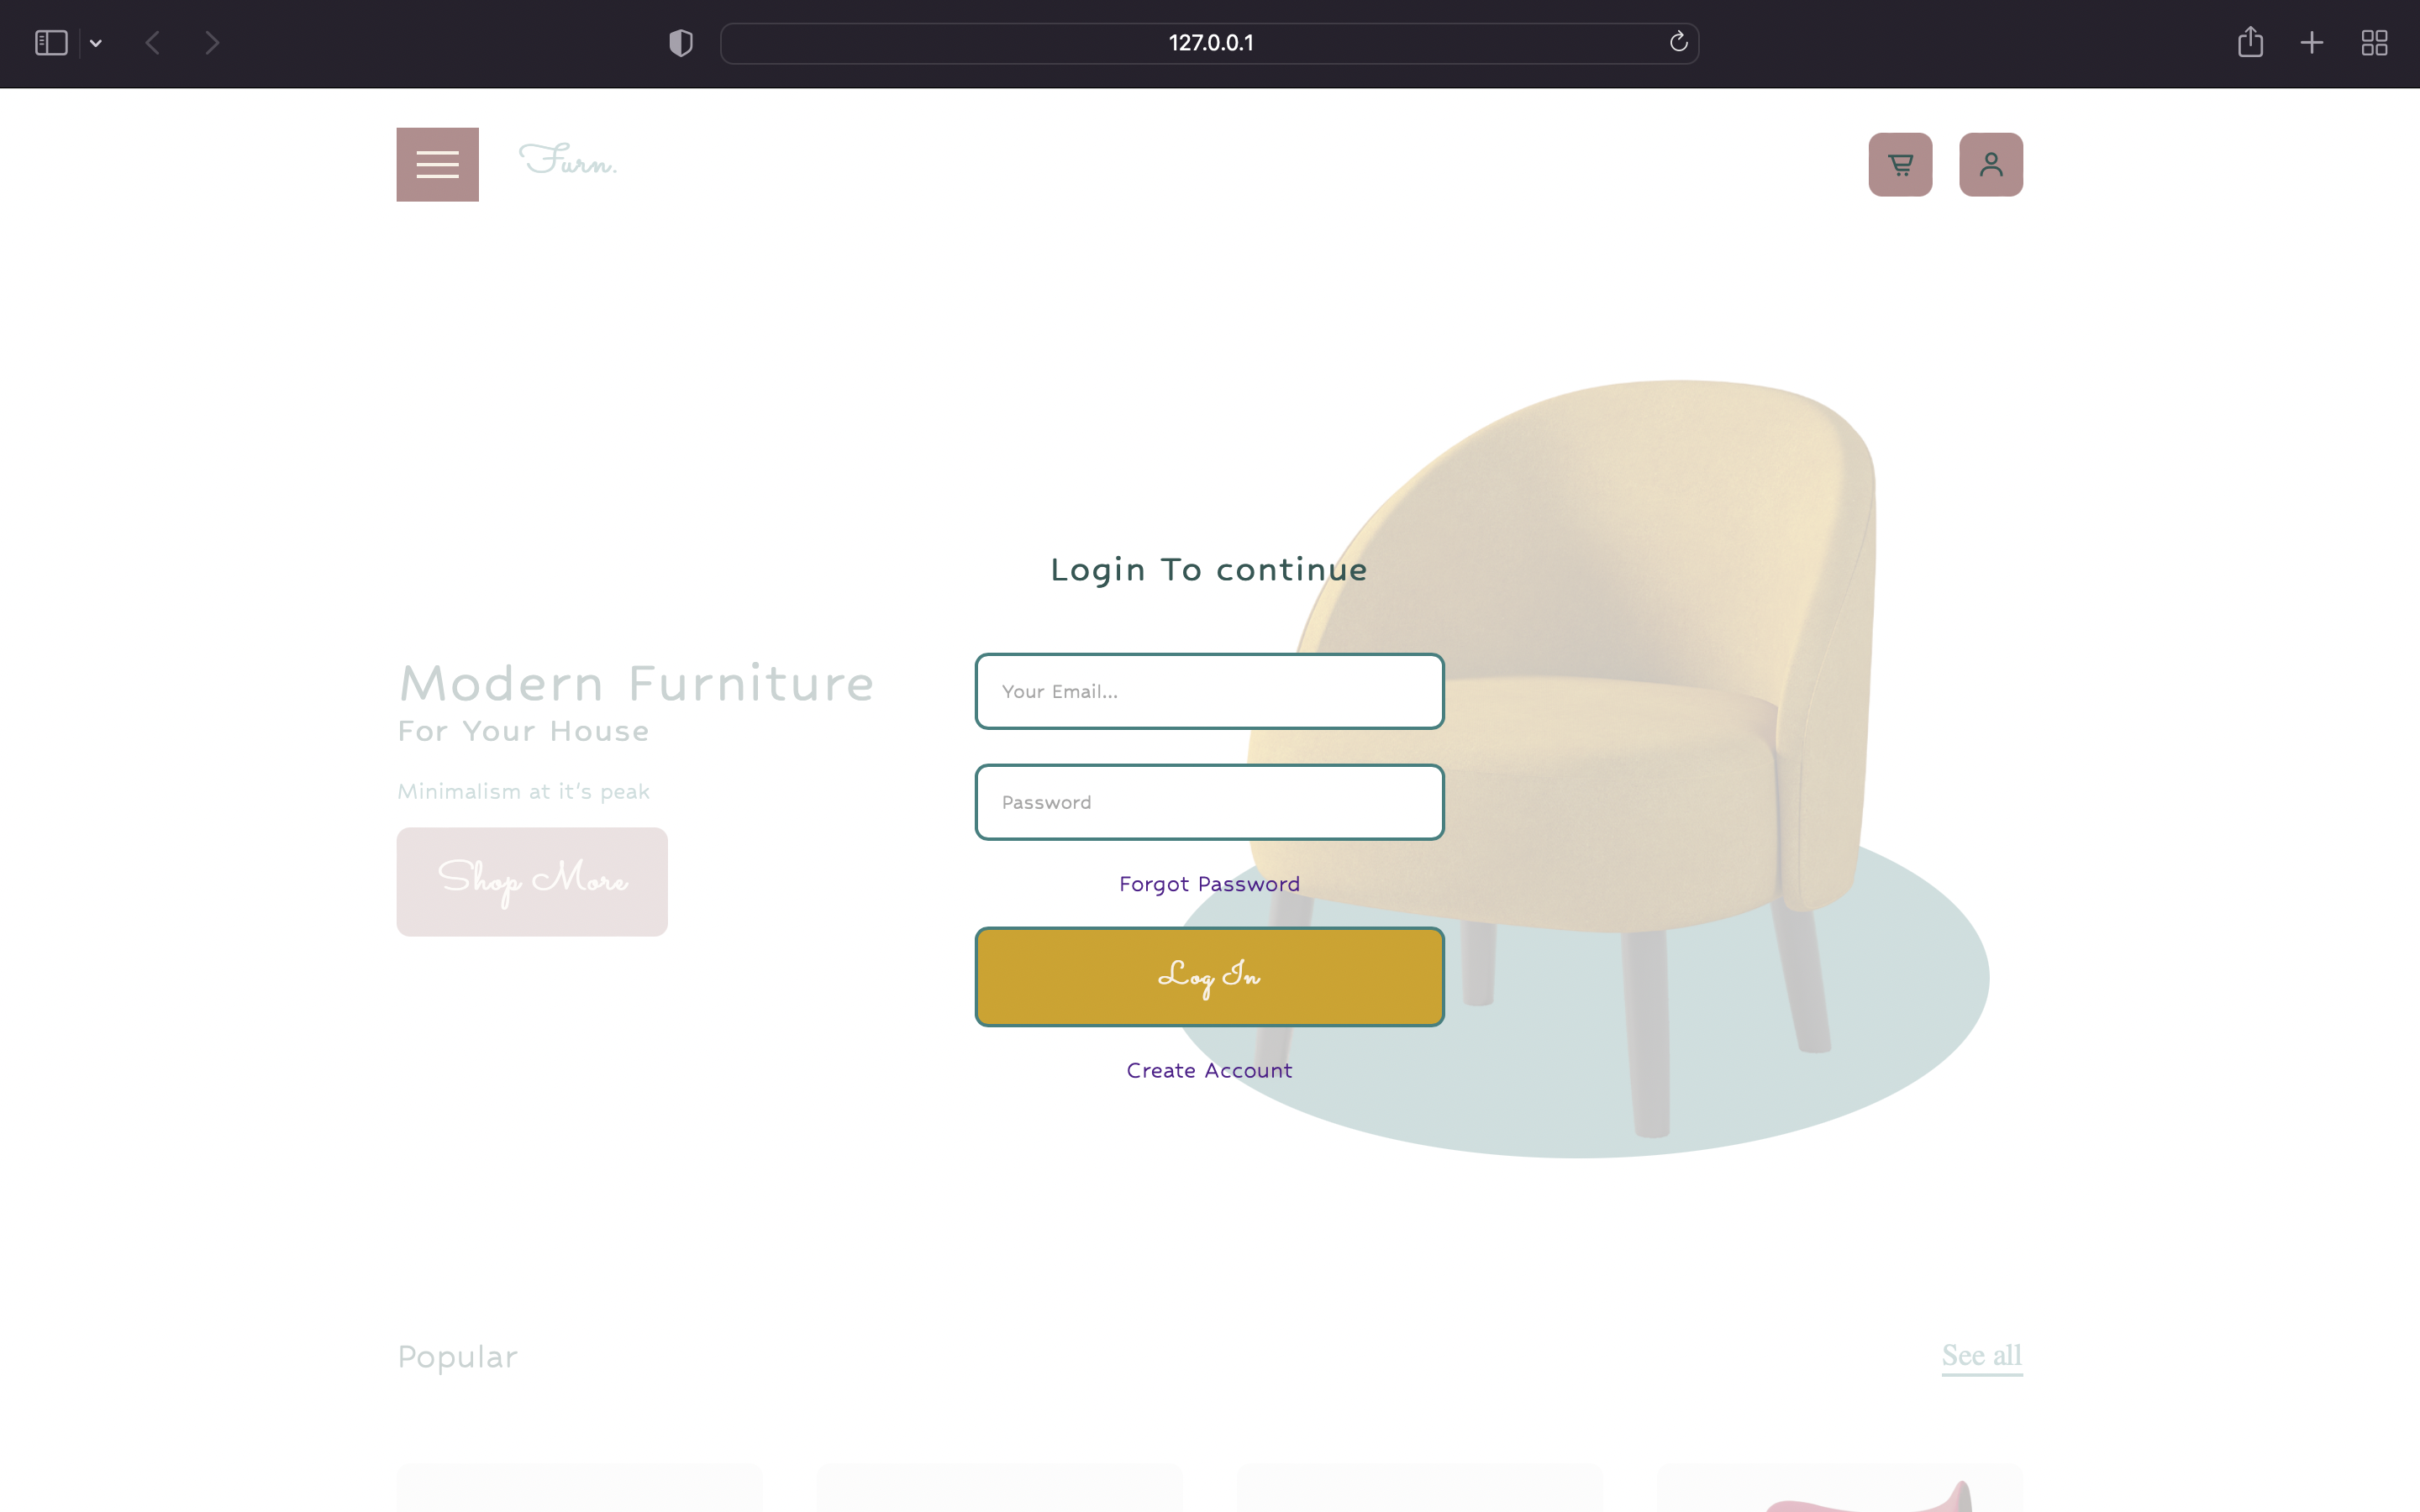 127.0.0.1
Furn.
Login To continue
Modern Furniture
For Your House
Minimalism at it's peak
Shop More
Your Email...
Password
Forgot Password
Log In
Create Account
Popular
See all